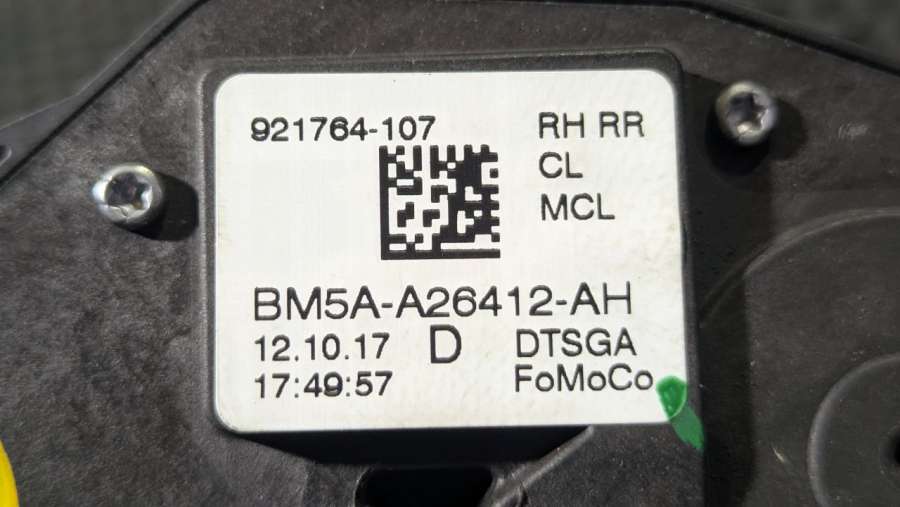 921764-107 RH RR
CL
MCL
BM5A-A26412-AH
12.10.17 D DTSGA
17:49:57 FoMoCo